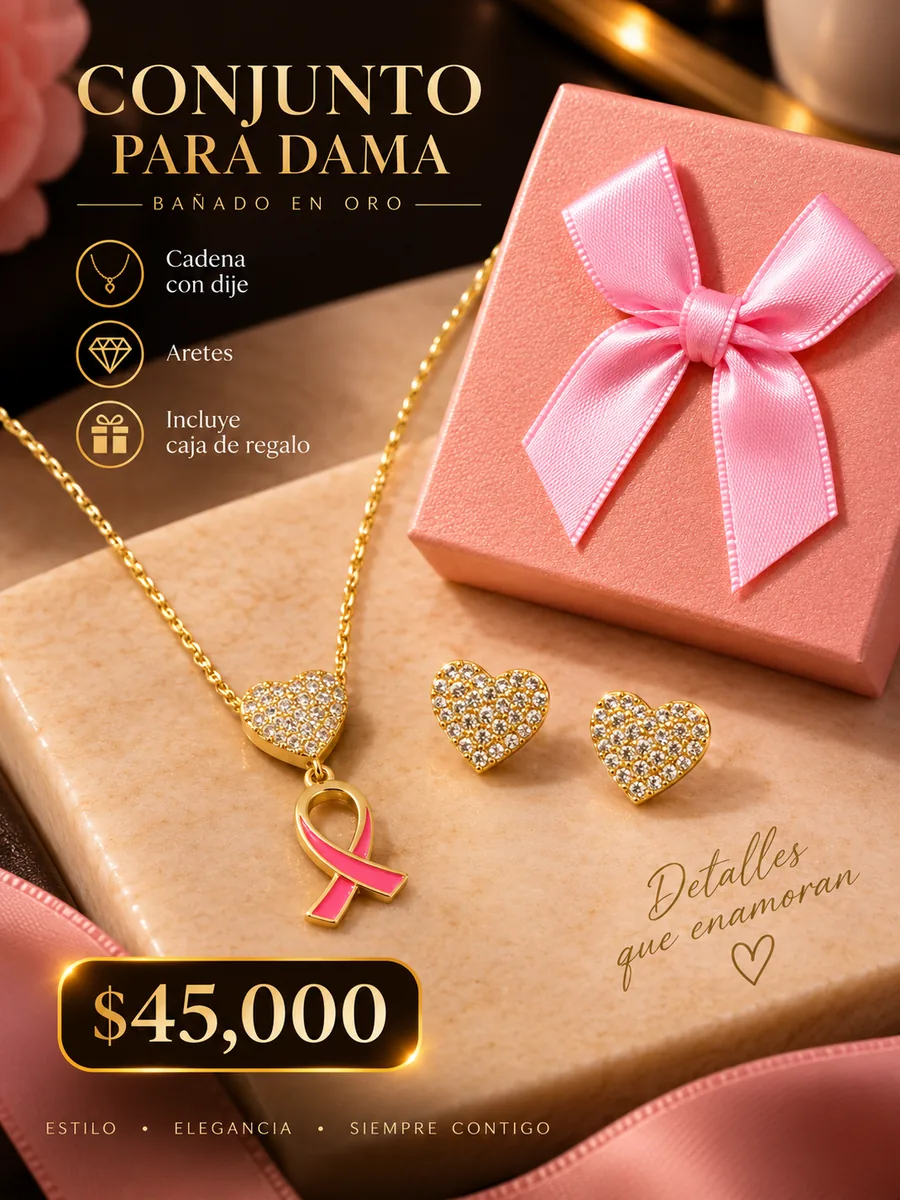 CONJUNTO
PARA DAMA
BAÑADO EN ORO
Cadena
con dije
Aretes
Incluye
caja de regalo
Detalles
que enamoran
$45,000
ESTILO • ELEGANCIA • SIEMPRE CONTIGO